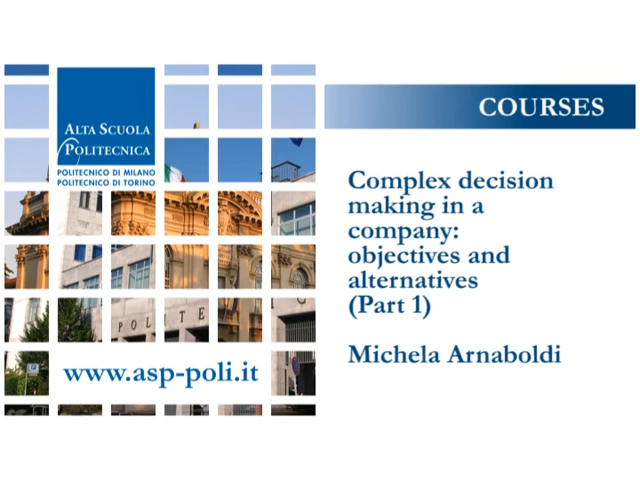 ALTA SCUOLA
POLITECNICA
POLITECNICO DI MILANO
POLITECNICO DI TORINO
POLITE
www.asp-poli.it
COURSES
Complex decision
making in a
company:
objectives and
alternatives
(Part 1)
Michela Arnaboldi